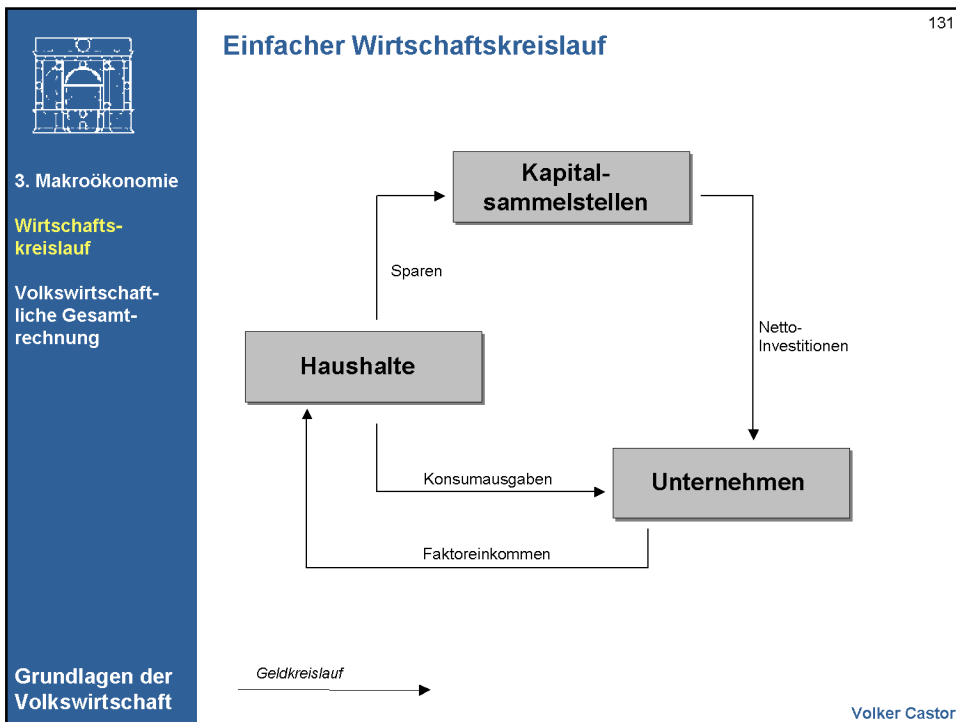 131
Einfacher Wirtschaftskreislauf
3. Makroökonomie
Wirtschafts-
kreislauf
Volkswirtschaft-
liche Gesamt-
rechnung
Kapital-
sammelstellen
Sparen
Netto-
Investitionen
Haushalte
Unternehmen
Konsumausgaben
Faktoreinkommen
Geldkreislauf
Grundlagen der
Volkswirtschaft
Volker Castor